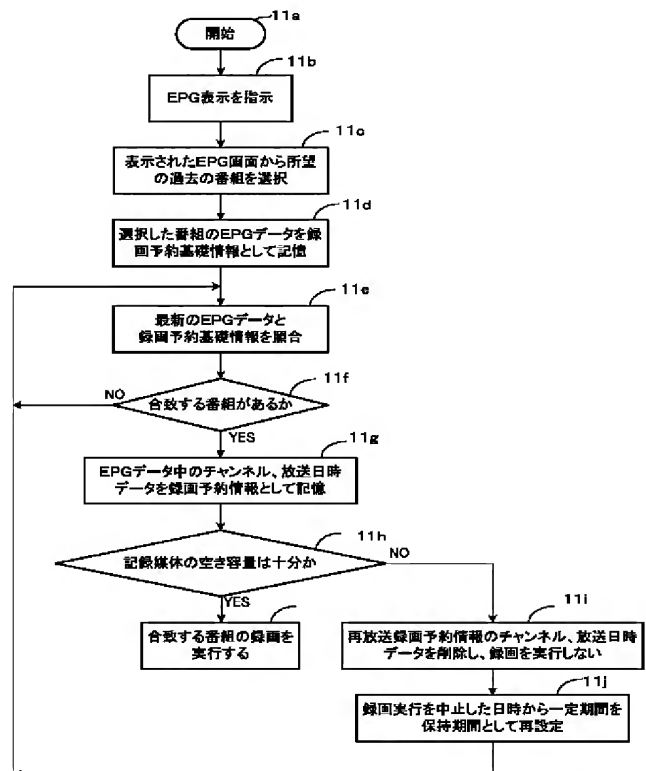 11a
開始
11b
EPG表示を指示
11c
表示されたEPG画面から所望
の過去の番組を選択
11d
選択した番組のEPGデータを録
画予約基礎情報として記憶
11e
最新のEPGデータと
録画予約基礎情報を照合
11f
NO
合致する番組があるか
YES
11g
EPGデータ中のチャンネル、放送日時
データを録画予約情報として記憶
11h
記録媒体の空き容量は十分か
NO
YES
合致する番組の録画を
実行する
11i
再放送録画予約情報のチャンネル、放送日時
データを削除し、録画を実行しない
11j
録画実行を中止した日時から一定期間を
保持期間として再設定